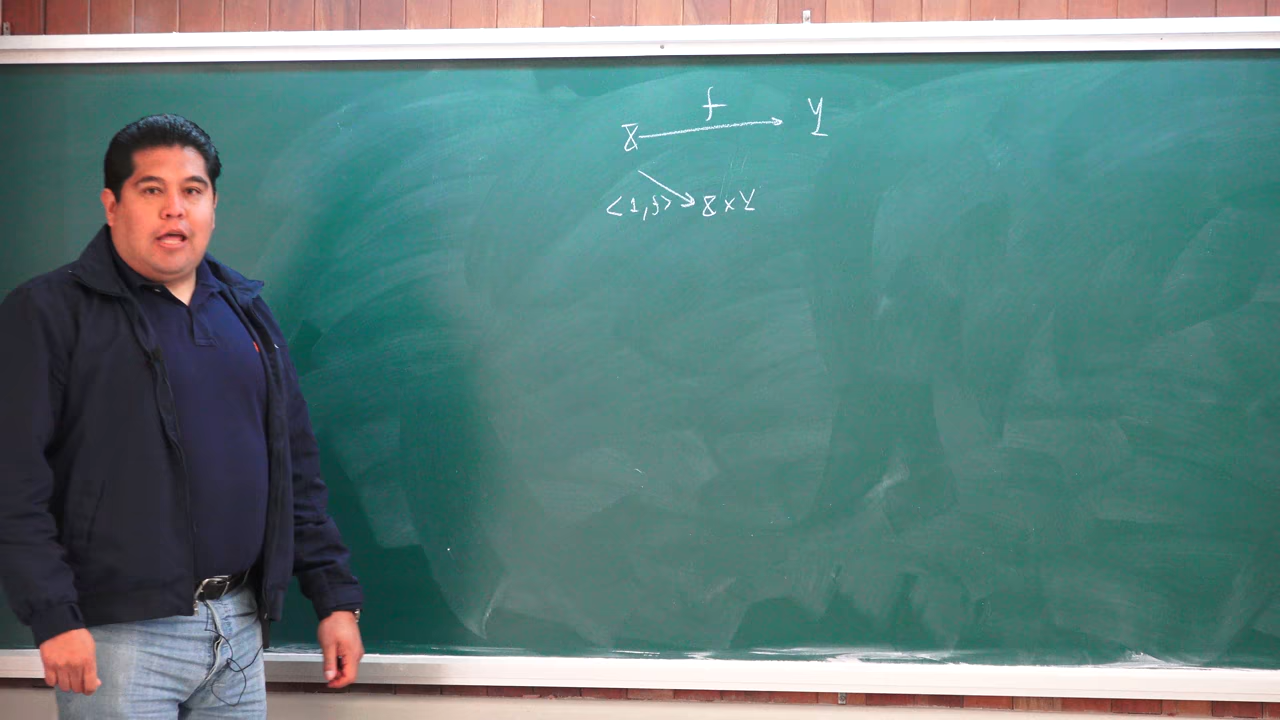 f
X → Y
<1,f> → X × Y